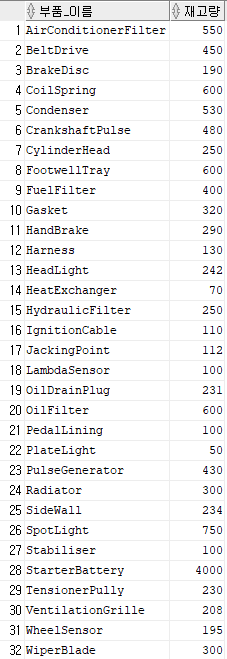 부품_이름 재고량
1 AirConditionerFilter 550
2 BeltDrive 450
3 BrakeDisc 190
4 CoilSpring 600
5 Condenser 530
6 CrankshaftPulse 480
7 CylinderHead 250
8 FootwellTray 600
9 FuelFilter 400
10 Gasket 320
11 HandBrake 290
12 Harness 130
13 HeadLight 242
14 HeatExchanger 70
15 HydraulicFilter 250
16 IgnitionCable 110
17 JackingPoint 112
18 LambdaSensor 100
19 OilDrainPlug 231
20 OilFilter 600
21 PedalLining 100
22 PlateLight 50
23 PulseGenerator 430
24 Radiator 300
25 SideWall 234
26 SpotLight 750
27 Stabiliser 100
28 StarterBattery 4000
29 TensionerPully 230
30 VentilationGrille 208
31 WheelSensor 195
32 WiperBlade 300